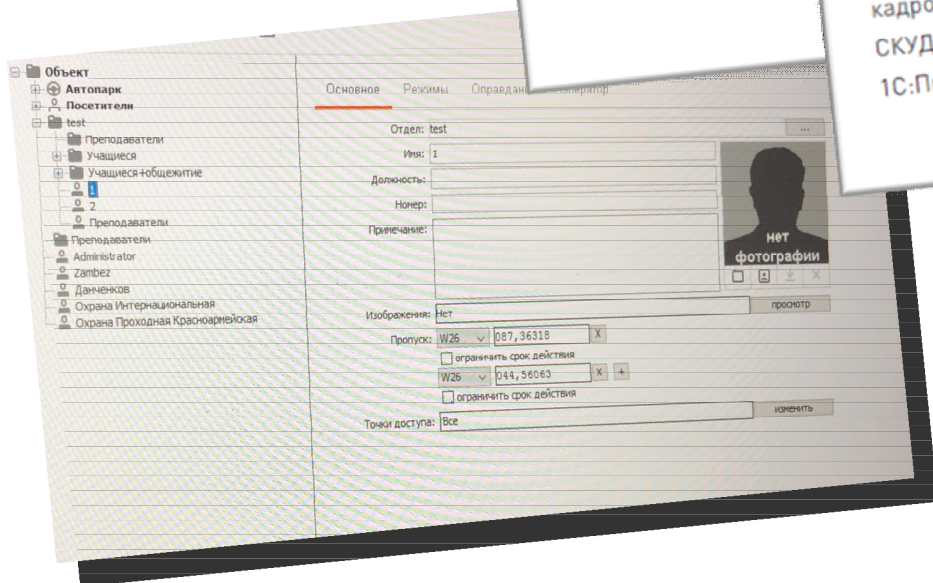 кадро
СКУД
1С:П
Объект
Автопарк
Посетители
test
Преподаватели
Учащиеся
Учащиеся+общежитие
1
2
Преподаватели
Преподаватели
Administrator
Zambez
Данченков
Охрана Интернациональная
Охрана Проходная Красноармейская
Основное Режимы Оправдан
Отдел: test ...
Имя: 1
Должность:
Номер:
Примечание:
нет
фотографии
Изображения: Нет просмотр
Пропуск: W26 087,36318 X
ограничить срок действия
W26 044,56063 X +
ограничить срок действия
Точки доступа: Все изменить